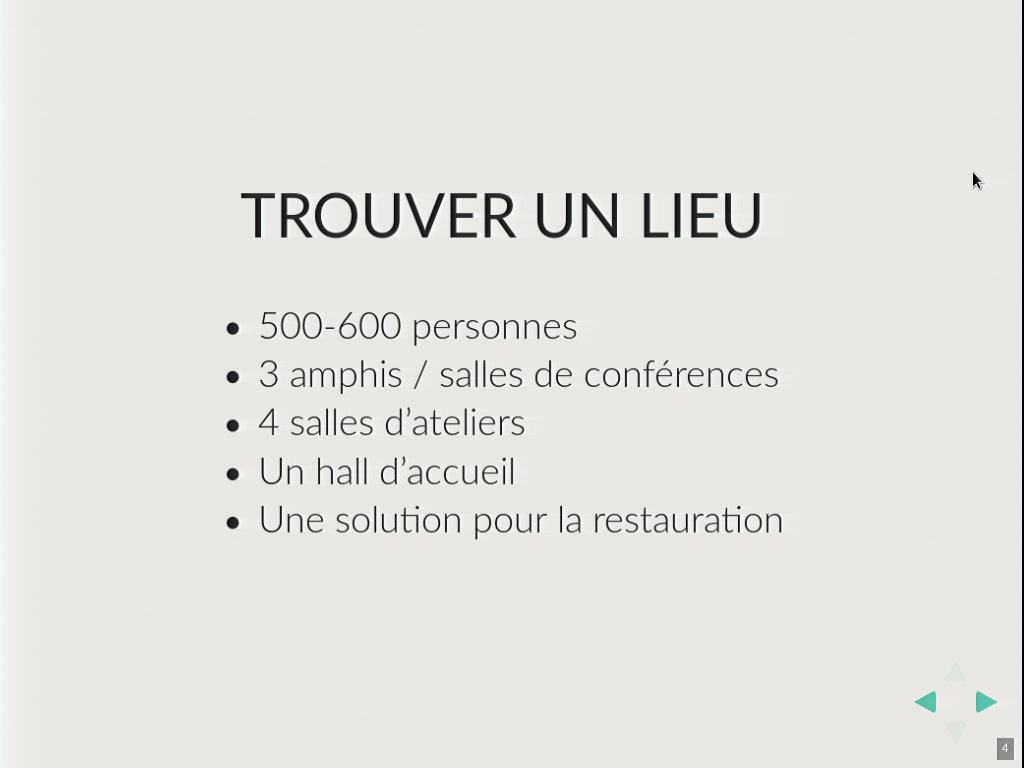 TROUVER UN LIEU
• 500-600 personnes
• 3 amphis / salles de conférences
• 4 salles d’ateliers
• Un hall d’accueil
• Une solution pour la restauration
4